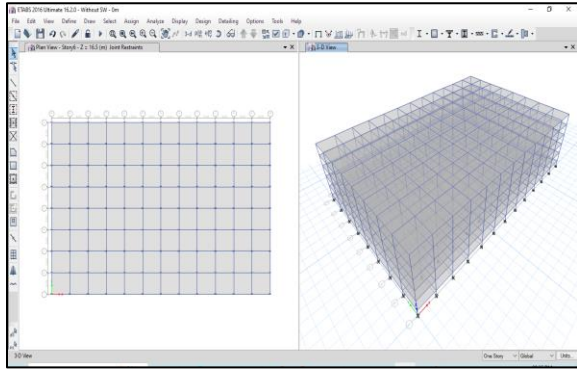 ETABS 2016 Ultimate 16.2.0 - Without SW - 0m
File Edit View Define Draw Select Assign Analyze Display Design Detailing Options Tools Help
Plan View - Story6 - Z = 16.5 (m) Joint Restraints
3-D View
3-D View
One Story
Global
Units...